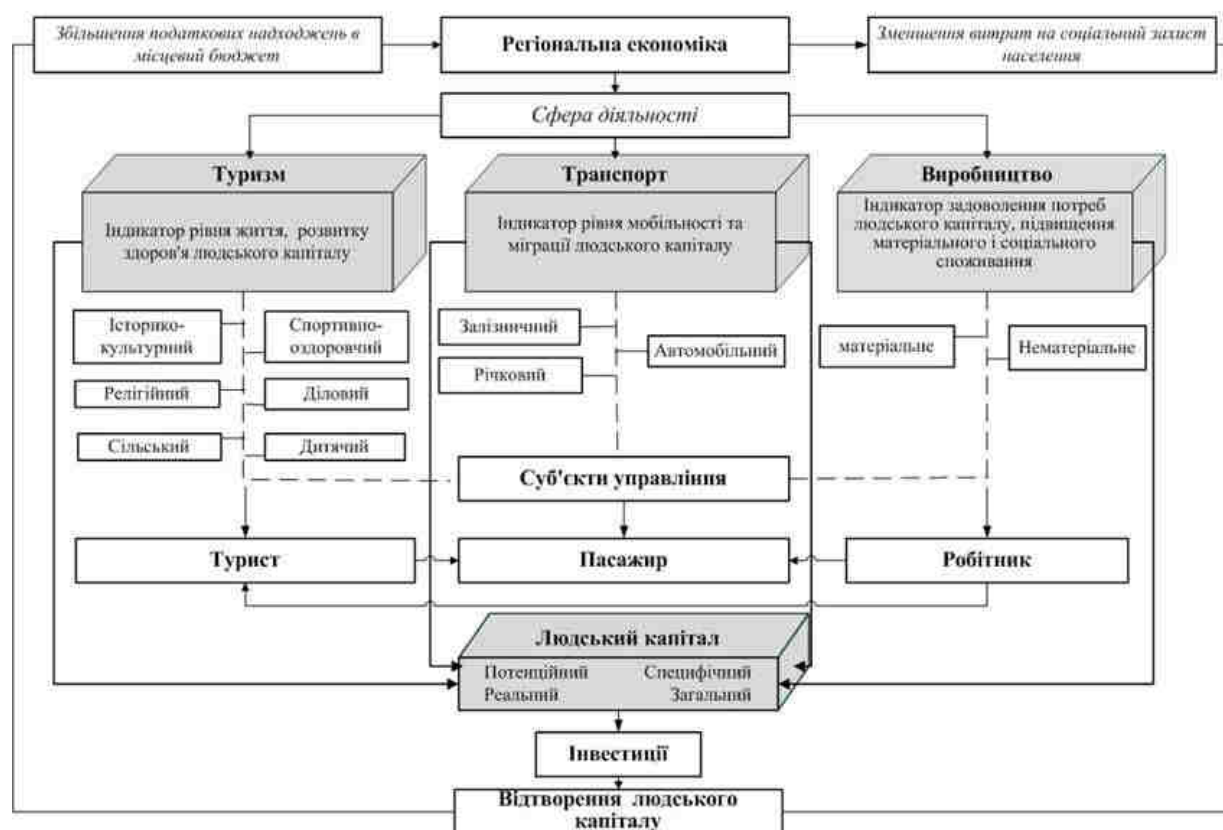 Збільшення податкових надходжень в
місцевий бюджет
Регіональна економіка
Зменшення витрат на соціальний захист
населення
Сфера діяльності
Туризм
Індикатор рівня життя, розвитку
здоров'я людського капіталу
Транспорт
Індикатор рівня мобільності та
міграції людського капіталу
Виробництво
Індикатор задоволення потреб
людського капіталу, підвищення
матеріального і соціального
споживання
Історико-
культурний
Спортивно-
оздоровчий
Релігійний
Діловий
Сільський
Дитячий
Залізничний
Автомобільний
Річковий
матеріальне
Нематеріальне
Суб'єкти управління
Турист
Пасажир
Робітник
Людський капітал
Потенційний Специфічний
Реальний Загальний
Інвестиції
Відтворення людського
капіталу